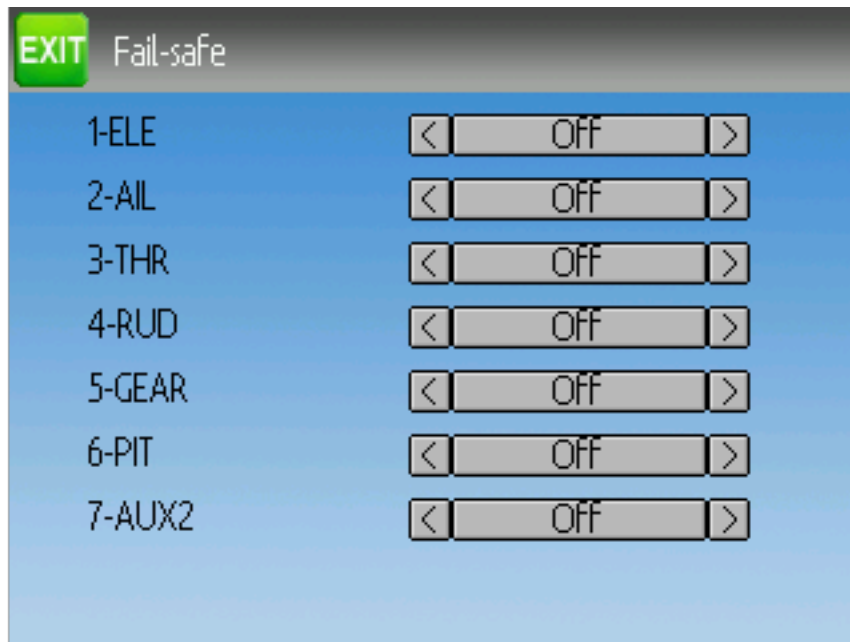 EXIT Fail-safe
1-ELE < Off >
2-AIL < Off >
3-THR < Off >
4-RUD < Off >
5-GEAR < Off >
6-PIT < Off >
7-AUX2 < Off >